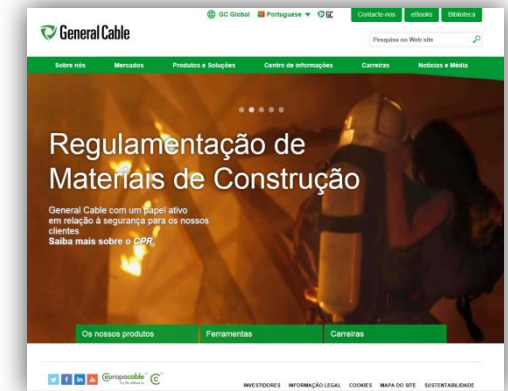 GC Global Portuguese GC Contacte-nos eBooks Biblioteca
General Cable
Pesquisa no Web site
Sobre nós Mercados Produtos e Soluções Centro de informações Carreiras Notícias e Média
Regulamentação de
Materiais de Construção
General Cable com um papel ativo
em relação à segurança para os nossos
clientes
Saiba mais sobre o CPR
Os nossos produtos Ferramentas Carreiras
europacable
INVESTIDORES INFORMAÇÃO LEGAL COOKIES MAPA DO SITE SUSTENTABILIDADE